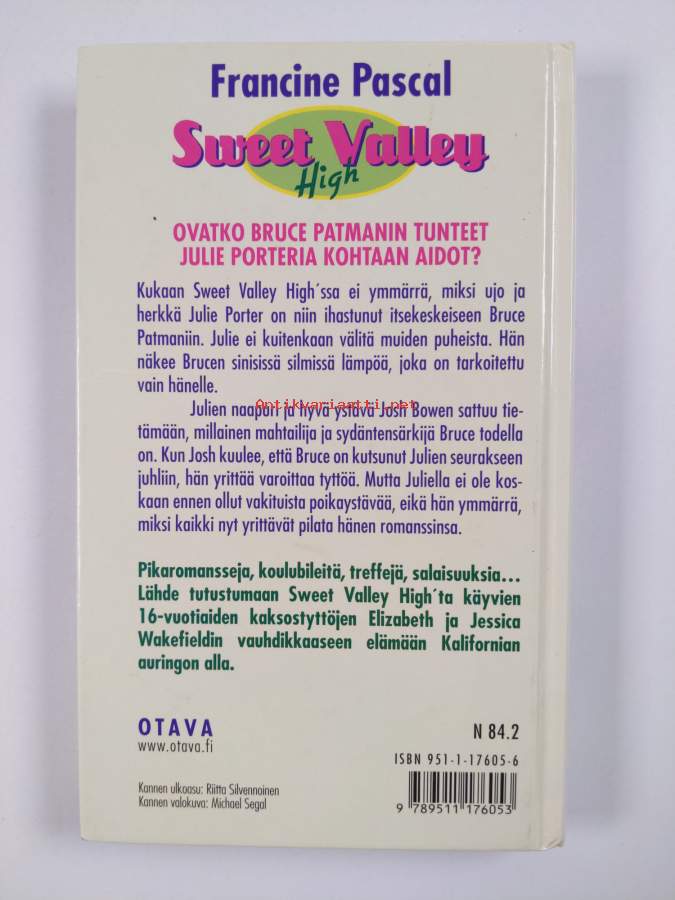 Francine Pascal
Sweet Valley
High
OVATKO BRUCE PATMANIN TUNTEET
JULIE PORTERIA KOHTAAN AIDOT?
Kukaan Sweet Valley High´ssa ei ymmärrä, miksi ujo ja
herkkä Julie Porter on niin ihastunut itsekeskeiseen Bruce
Patmaniin. Julie ei kuitenkaan välitä muiden puheista. Hän
näkee Brucen sinisissä silmissä lämpöä, joka on tarkoitettu
vain hänelle.
Antikvariaatti.net
Julien naapuri ja hyvä ystävä Josh Bowen sattuu tie-
tämään, millainen mahtailija ja sydäntensärkijä Bruce todella
on. Kun Josh kuulee, että Bruce on kutsunut Julien seurakseen
juhliin, hän yrittää varoittaa tyttöä. Mutta Juliella ei ole kos-
kaan ennen ollut vakituista poikaystävää, eikä hän ymmärrä,
miksi kaikki nyt yrittävät pilata hänen romanssinsa.
Pikaromansseja, koulubileitä, treffejä, salaisuuksia...
Lähde tutustumaan Sweet Valley High´ta käyvien
16-vuotiaiden kaksostyttöjen Elizabeth ja Jessica
Wakefieldin vauhdikkaaseen elämään Kalifornian
auringon alla.
OTAVA
www.otava.fi
N 84.2
ISBN 951-1-17605-6
Kannen ulkoasu: Riitta Silvennoinen
Kannen valokuva: Michael Segal
9 789511 176053